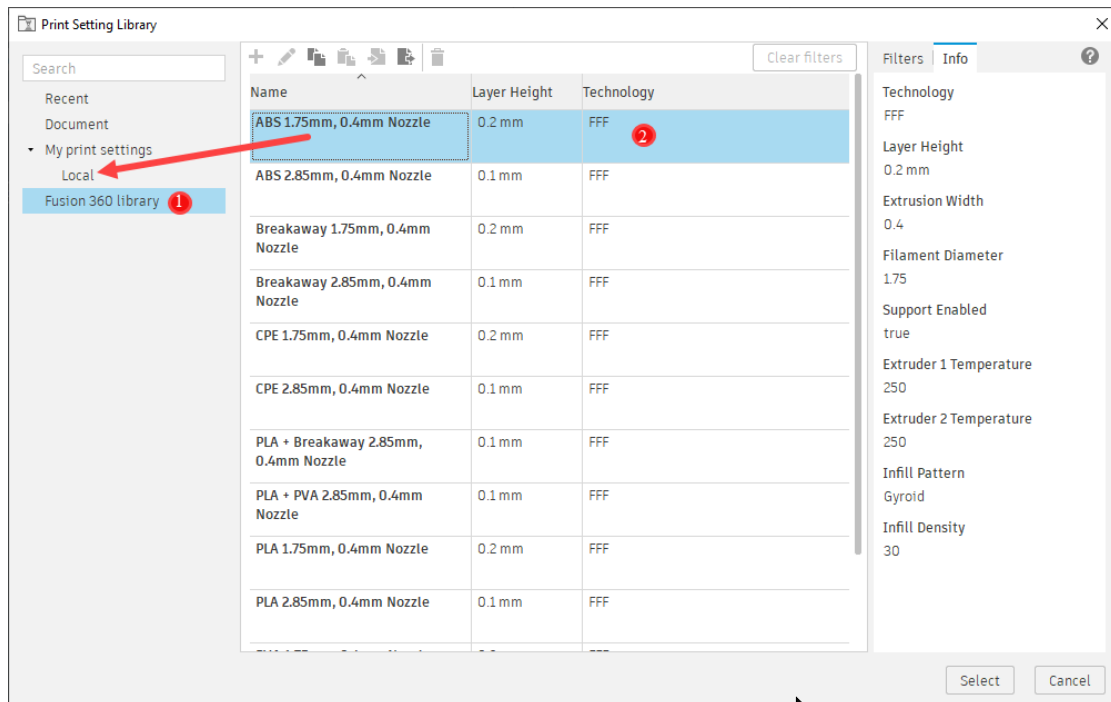 Print Setting Library
Search
Recent
Document
My print settings
Local
Fusion 360 library
1
Clear filters
Name
Layer Height
Technology
ABS 1.75mm, 0.4mm Nozzle
0.2 mm
FFF
2
ABS 2.85mm, 0.4mm Nozzle
0.1 mm
FFF
Breakaway 1.75mm, 0.4mm
Nozzle
0.2 mm
FFF
Breakaway 2.85mm, 0.4mm
Nozzle
0.1 mm
FFF
CPE 1.75mm, 0.4mm Nozzle
0.2 mm
FFF
CPE 2.85mm, 0.4mm Nozzle
0.1 mm
FFF
PLA + Breakaway 2.85mm,
0.4mm Nozzle
0.1 mm
FFF
PLA + PVA 2.85mm, 0.4mm
Nozzle
0.1 mm
FFF
PLA 1.75mm, 0.4mm Nozzle
0.2 mm
FFF
PLA 2.85mm, 0.4mm Nozzle
0.1 mm
FFF
Filters
Info
?
Technology
FFF
Layer Height
0.2 mm
Extrusion Width
0.4
Filament Diameter
1.75
Support Enabled
true
Extruder 1 Temperature
250
Extruder 2 Temperature
250
Infill Pattern
Gyroid
Infill Density
30
Select
Cancel